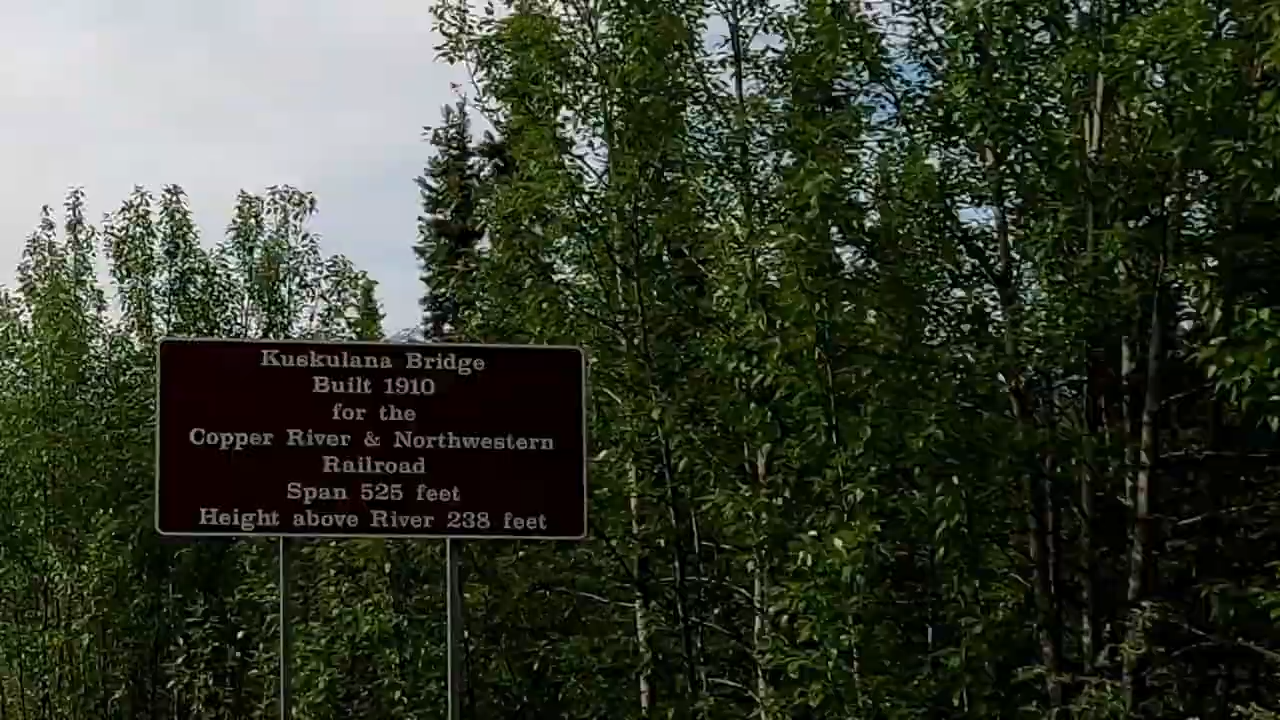 Kuskulana Bridge
Built 1910
for the
Copper River & Northwestern
Railroad
Span 525 feet
Height above River 238 feet